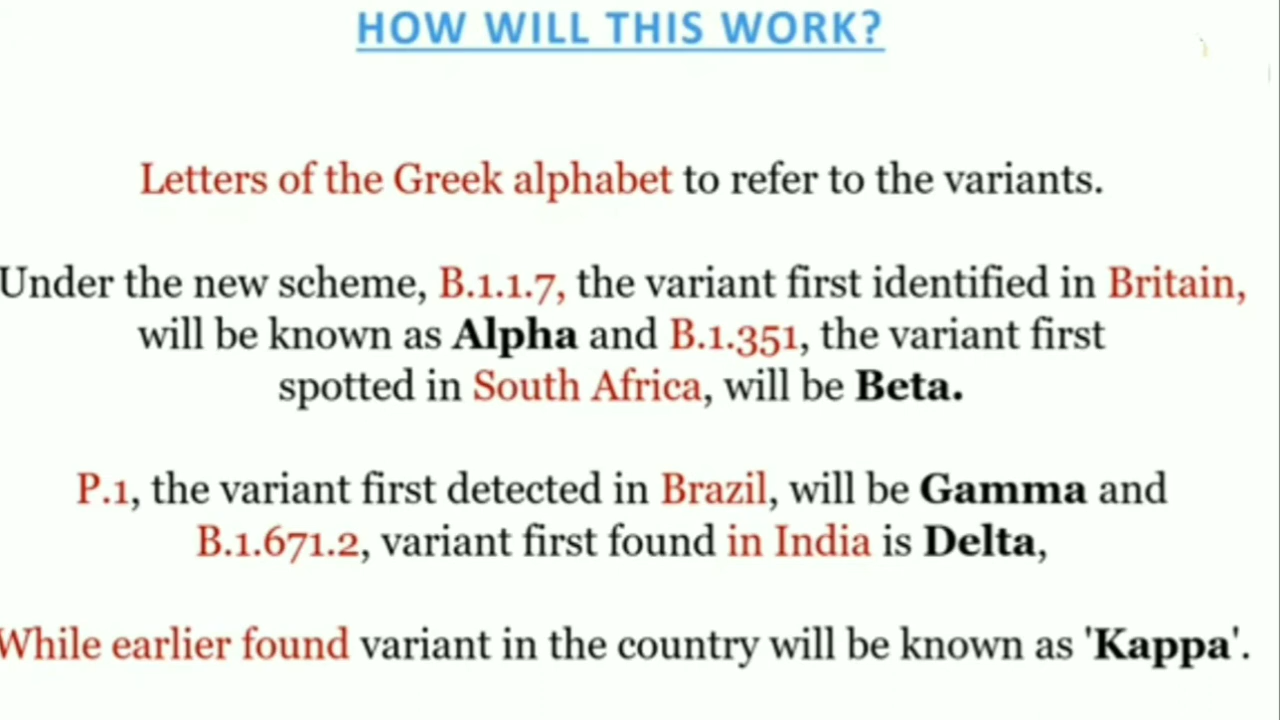 HOW WILL THIS WORK?
Letters of the Greek alphabet to refer to the variants.
Under the new scheme, B.1.1.7, the variant first identified in Britain,
will be known as Alpha and B.1.351, the variant first
spotted in South Africa, will be Beta.
P.1, the variant first detected in Brazil, will be Gamma and
B.1.671.2, variant first found in India is Delta,
While earlier found variant in the country will be known as 'Kappa'.